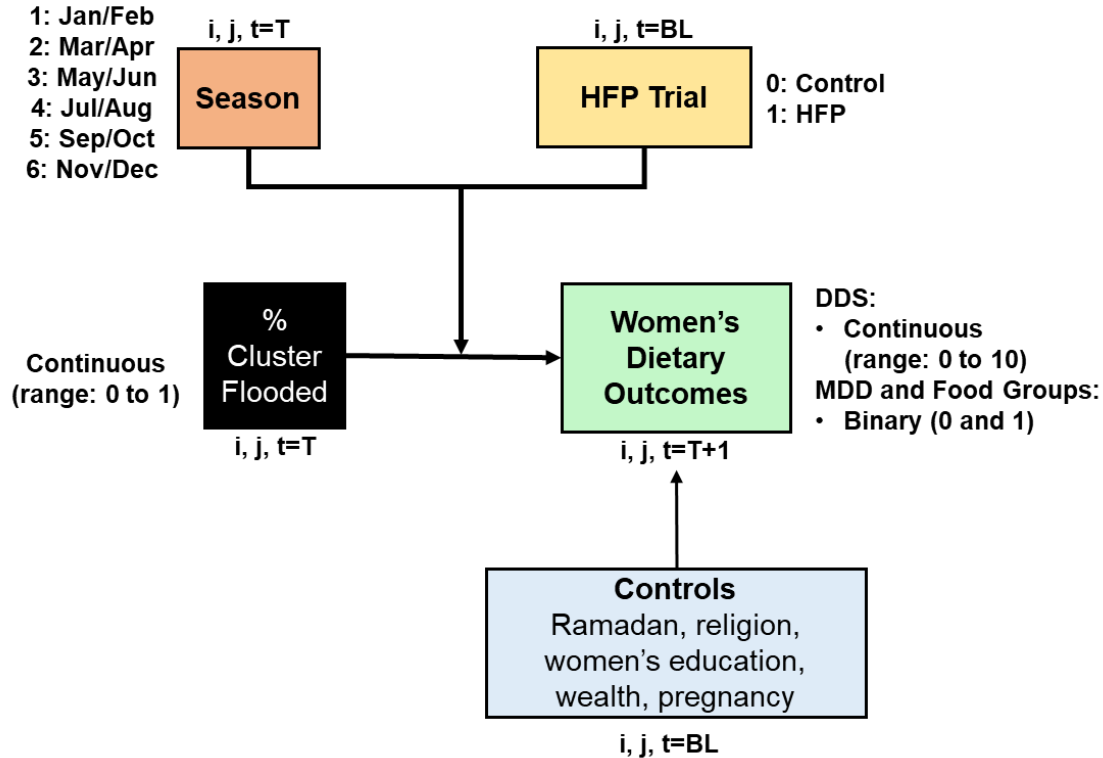 1: Jan/Feb
2: Mar/Apr
3: May/Jun
4: Jul/Aug
5: Sep/Oct
6: Nov/Dec
i, j, t=T
Season
i, j, t=BL
HFP Trial
0: Control
1: HFP
Continuous
(range: 0 to 1)
%
Cluster
Flooded
i, j, t=T
Women’s
Dietary
Outcomes
i, j, t=T+1
DDS:
• Continuous
(range: 0 to 10)
MDD and Food Groups:
• Binary (0 and 1)
Controls
Ramadan, religion,
women’s education,
wealth, pregnancy
i, j, t=BL